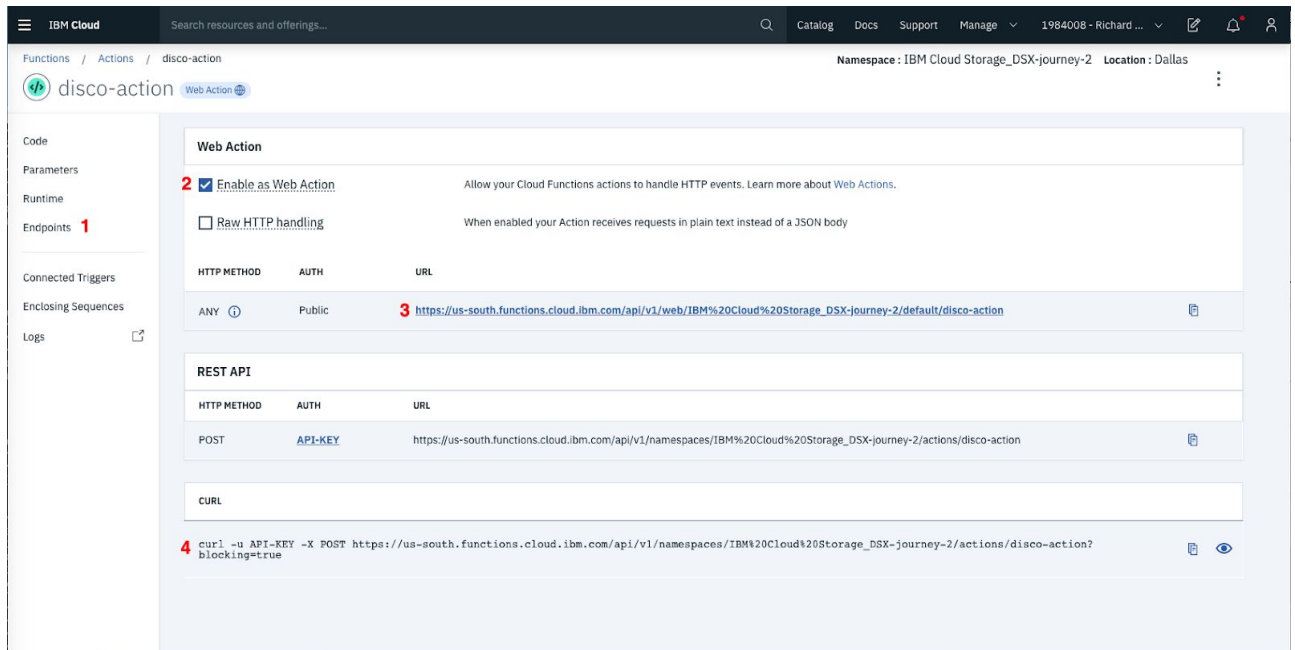 IBM Cloud Search resources and offerings... Catalog Docs Support Manage 1984008 - Richard ...
Functions / Actions / disco-action Namespace : IBM Cloud Storage_DSX-journey-2 Location : Dallas
disco-action Web Action
Code
Parameters
Runtime
Endpoints 1
Connected Triggers
Enclosing Sequences
Logs
Web Action
2 Enable as Web Action Allow your Cloud Functions actions to handle HTTP events. Learn more about Web Actions.
Raw HTTP handling When enabled your Action receives requests in plain text instead of a JSON body
HTTP METHOD AUTH URL
ANY Public 3 https://us-south.functions.cloud.ibm.com/api/v1/web/IBM%20Cloud%20Storage_DSX-journey-2/default/disco-action
REST API
HTTP METHOD AUTH URL
POST API-KEY https://us-south.functions.cloud.ibm.com/api/v1/namespaces/IBM%20Cloud%20Storage_DSX-journey-2/actions/disco-action
CURL
4 curl -u API-KEY -X POST https://us-south.functions.cloud.ibm.com/api/v1/namespaces/IBM%20Cloud%20Storage_DSX-journey-2/actions/disco-action?
blocking=true